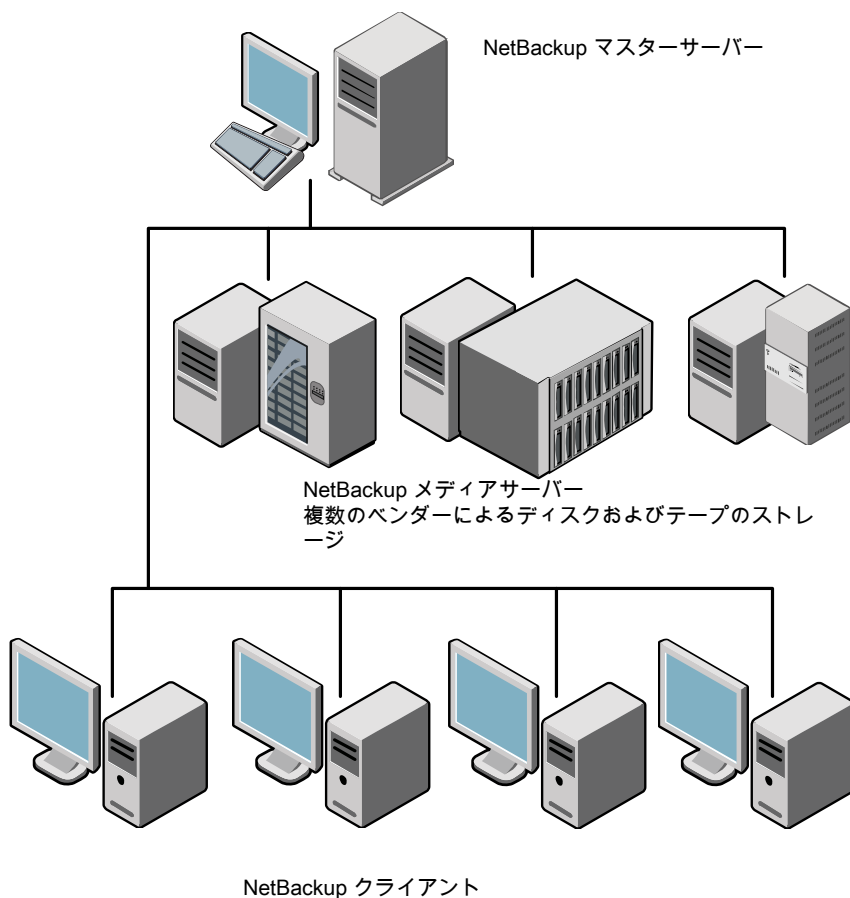 NetBackup マスターサーバー
NetBackup メディアサーバー
複数のベンダーによるディスクおよびテープのストレ
ージ
NetBackup クライアント